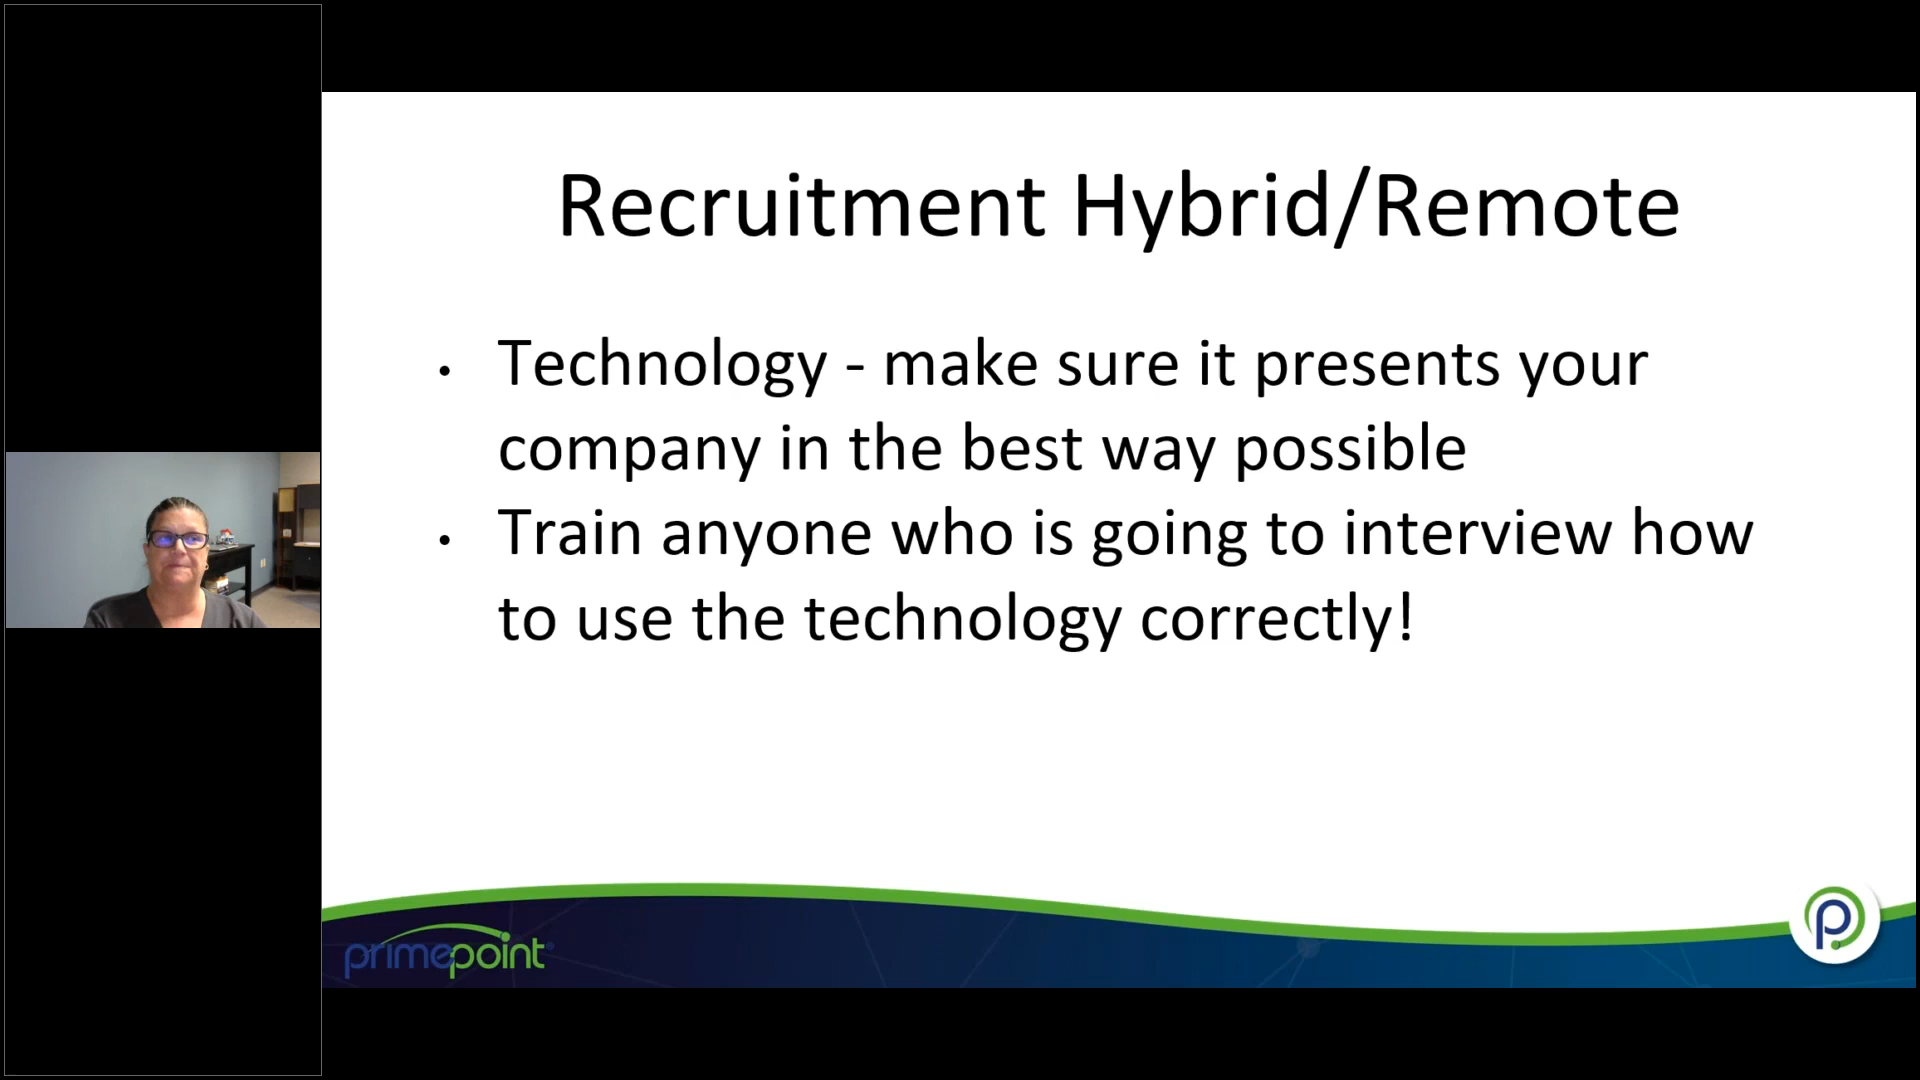 Recruitment Hybrid/Remote
• Technology - make sure it presents your
company in the best way possible
• Train anyone who is going to interview how
to use the technology correctly!
primepoint®
p